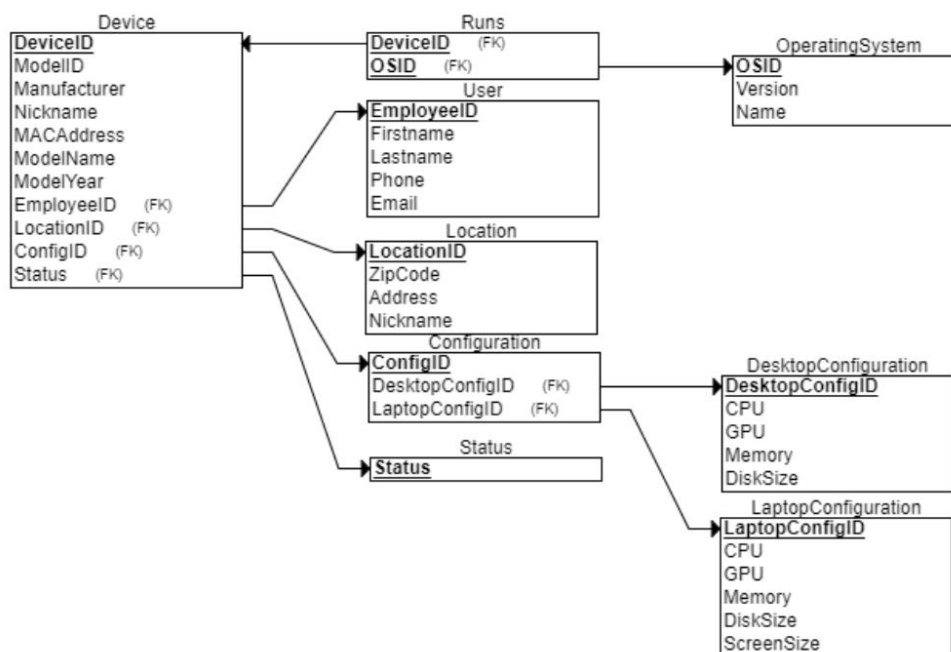 Device
DeviceID
ModelID
Manufacturer
Nickname
MACAddress
ModelName
ModelYear
EmployeeID (FK)
LocationID (FK)
ConfigID (FK)
Status (FK)
Runs
DeviceID (FK)
OSID (FK)
OperatingSystem
OSID
Version
Name
User
EmployeeID
Firstname
Lastname
Phone
Email
Location
LocationID
ZipCode
Address
Nickname
Configuration
ConfigID
DesktopConfigID (FK)
LaptopConfigID (FK)
Status
Status
DesktopConfiguration
DesktopConfigID
CPU
GPU
Memory
DiskSize
LaptopConfiguration
LaptopConfigID
CPU
GPU
Memory
DiskSize
ScreenSize